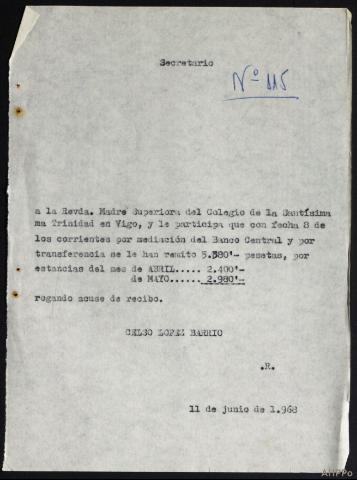 Secretario
Nº 115
a la Revda. Madre Superiora del Colegio de la Santísima
ma Trinidad en Vigo, y le participa que con fecha 8 de
los corrientes por mediación del Banco Central y por
transferencia se le han remito 5.380'- pesetas, por
estancias del mes de ABRIL..... 2.400'-
de MAYO...... 2.980'-
rogando acuse de recibo.
CELSO LOPEZ BARRIO
.R.
11 de junio de 1.968
AHPPo